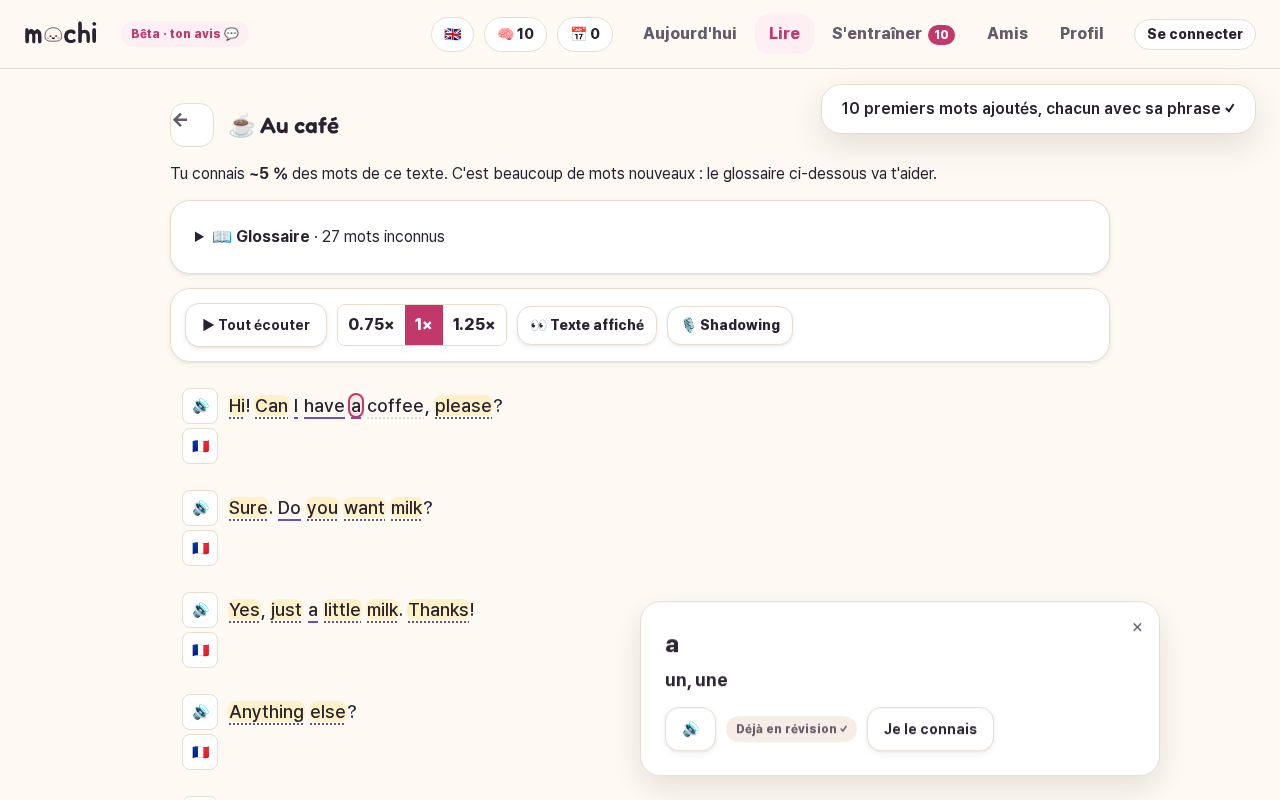 mochi
Bêta · ton avis 💬
🇬🇧
🧠 10
📅 0
Aujourd'hui
Lire
S'entraîner 10
Amis
Profil
Se connecter
10 premiers mots ajoutés, chacun avec sa phrase ✓
← ☕ Au café
Tu connais ~5 % des mots de ce texte. C'est beaucoup de mots nouveaux : le glossaire ci-dessous va t'aider.
▶ 📖 Glossaire · 27 mots inconnus
▶ Tout écouter
0.75×
1×
1.25×
👀 Texte affiché
🎙️ Shadowing
Hi! Can I have a coffee, please?
Sure. Do you want milk?
Yes, just a little milk. Thanks!
Anything else?
×
a
un, une
Déjà en révision ✓
Je le connais